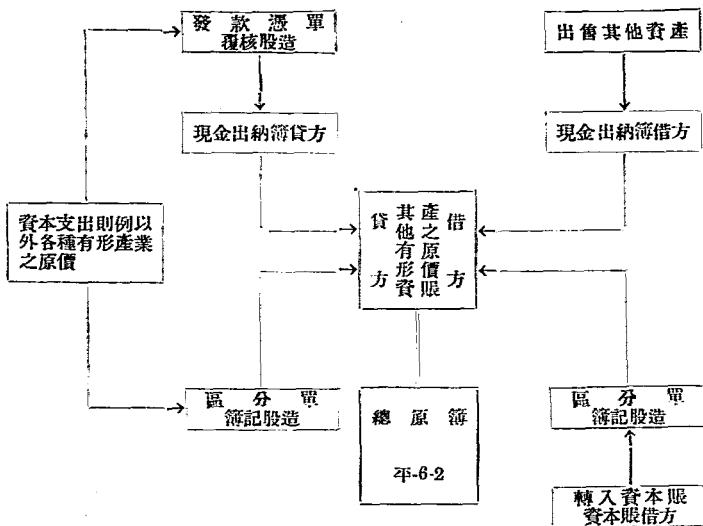 發款憑單
覆核股造
出售其他資產
現金出納簿貸方
現金出納簿借方
資本支出則例以
外各種有形產業
之原價
貸方
其他有形資
產之原價賬
借方
區分單
簿記股造
總原簿
平-6-2
區分單
簿記股造
轉入資本賬
資本賬借方